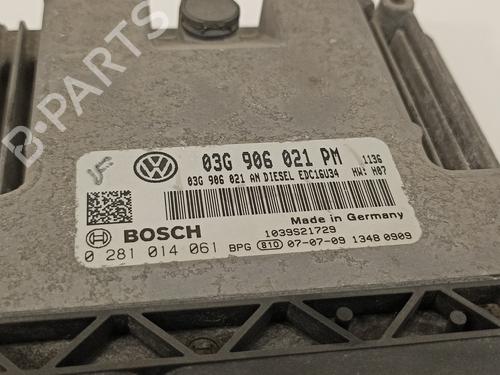 B-PARTS
03G 906 021 PM 1136
03G 906 021 AN DIESEL EDC16U34 HW: H07
Made in Germany
BOSCH 1039S21729
0 281 014 061 BPG 810 07-07-09 1348 0909